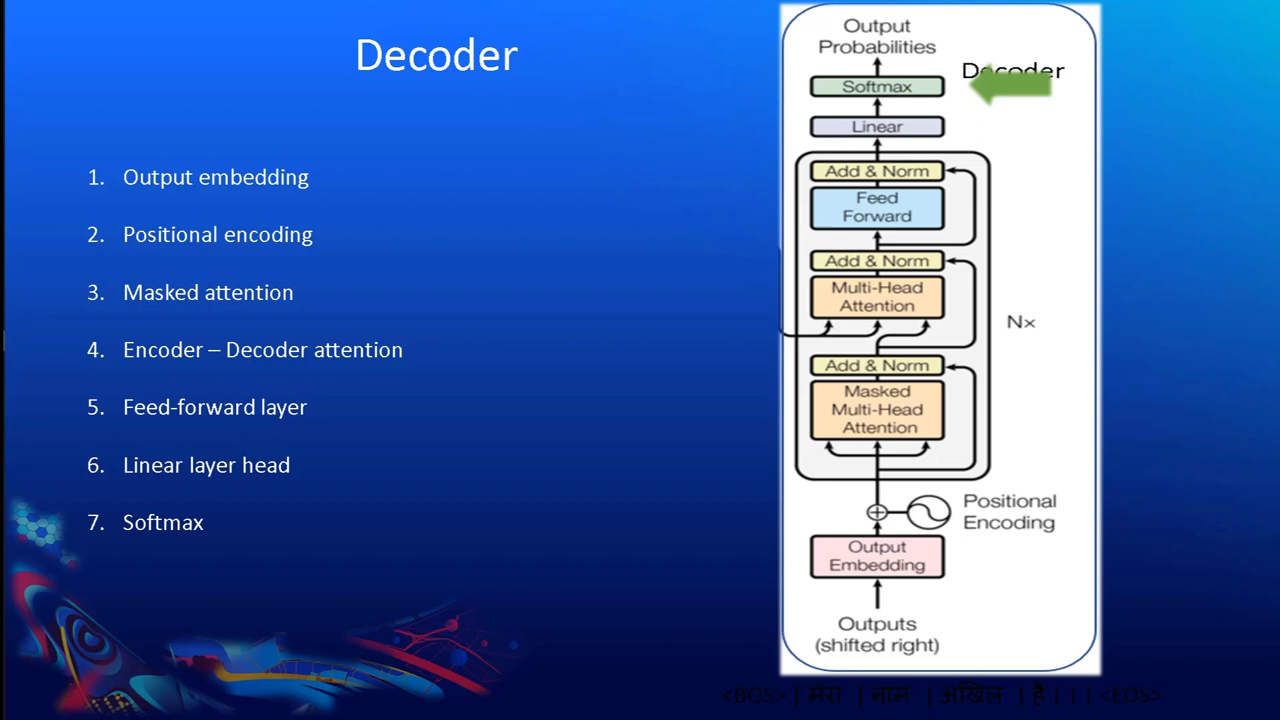 Decoder
1. Output embedding
2. Positional encoding
3. Masked attention
4. Encoder – Decoder attention
5. Feed-forward layer
6. Linear layer head
7. Softmax
Output
Probabilities
Decoder
Softmax
Linear
Add & Norm
Feed
Forward
Add & Norm
Multi-Head
Attention
Nx
Add & Norm
Masked
Multi-Head
Attention
Positional
Encoding
Output
Embedding
Outputs
(shifted right)
<BOS> | मेरा | नाम | अखिल | है | । | <EOS>